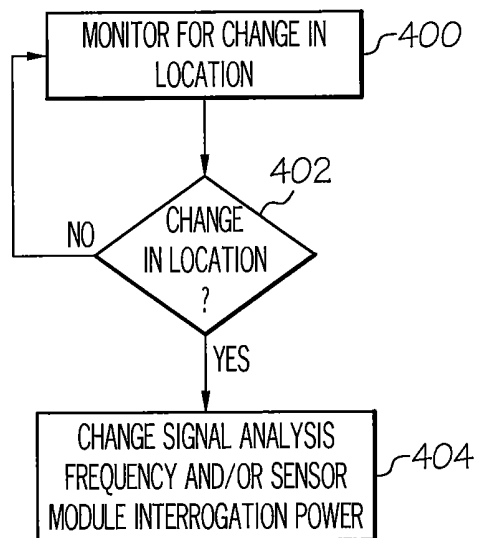 MONITOR FOR CHANGE IN
LOCATION
400
402
CHANGE
IN LOCATION
?
NO
YES
CHANGE SIGNAL ANALYSIS
FREQUENCY AND/OR SENSOR
MODULE INTERROGATION POWER
404